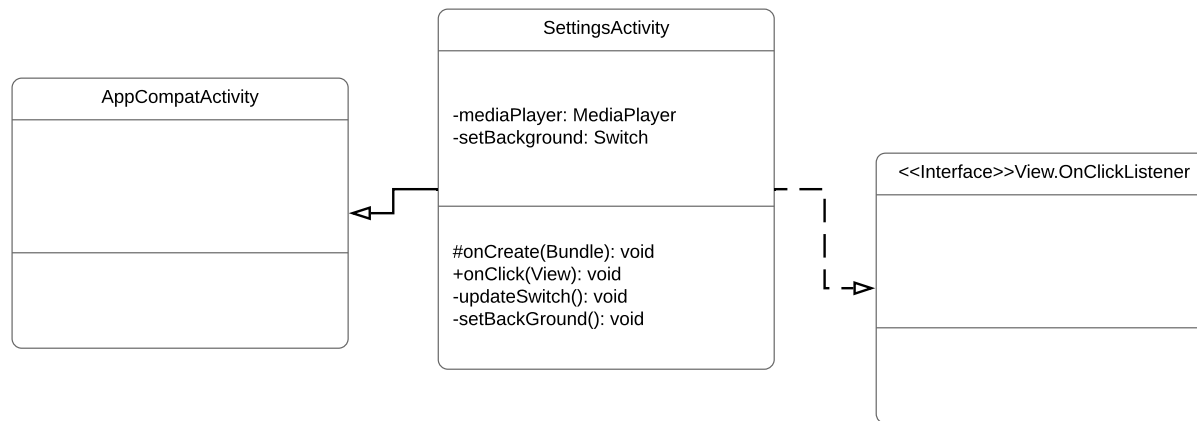 SettingsActivity
-mediaPlayer: MediaPlayer
-setBackground: Switch
#onCreate(Bundle): void
+onClick(View): void
-updateSwitch(): void
-setBackGround(): void
AppCompatActivity
<<Interface>>View.OnClickListener